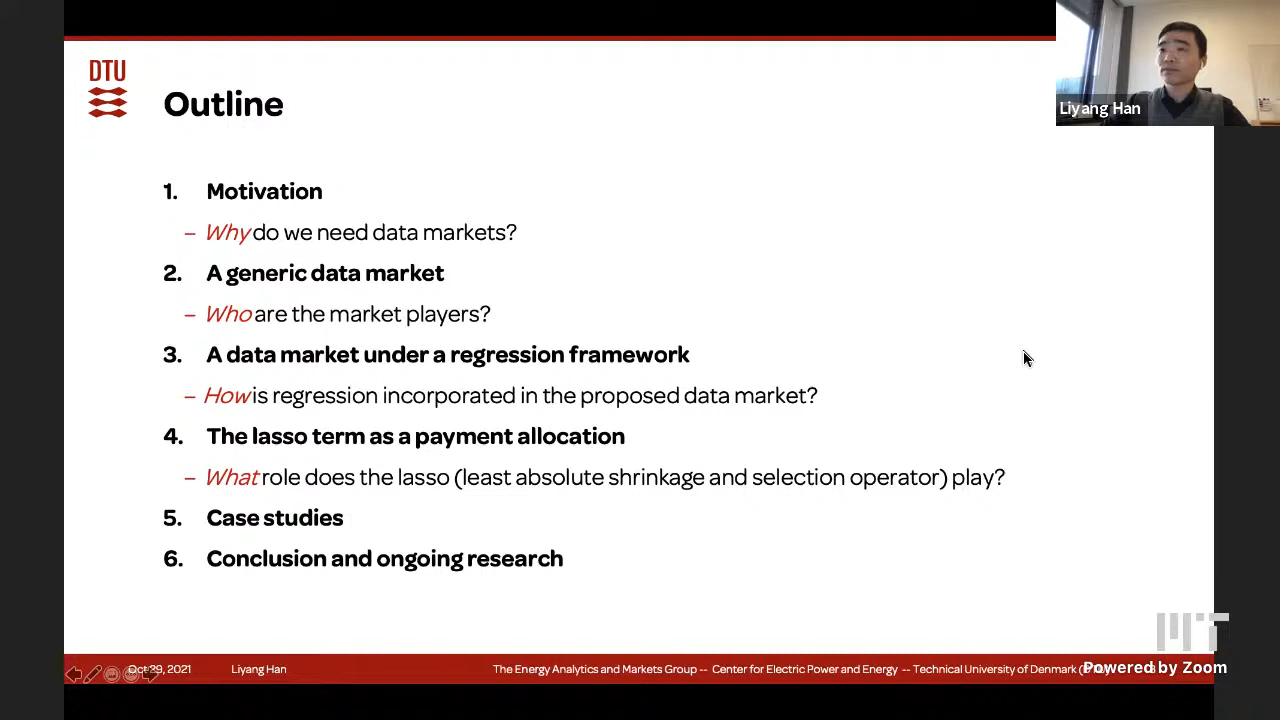 DTU
Outline
Liyang Han
1. Motivation
– Why do we need data markets?
2. A generic data market
– Who are the market players?
3. A data market under a regression framework
– How is regression incorporated in the proposed data market?
4. The lasso term as a payment allocation
– What role does the lasso (least absolute shrinkage and selection operator) play?
5. Case studies
6. Conclusion and ongoing research
MIT
Oct 29, 2021 Liyang Han The Energy Analytics and Markets Group -- Center for Electric Power and Energy -- Technical University of Denmark
Powered by Zoom